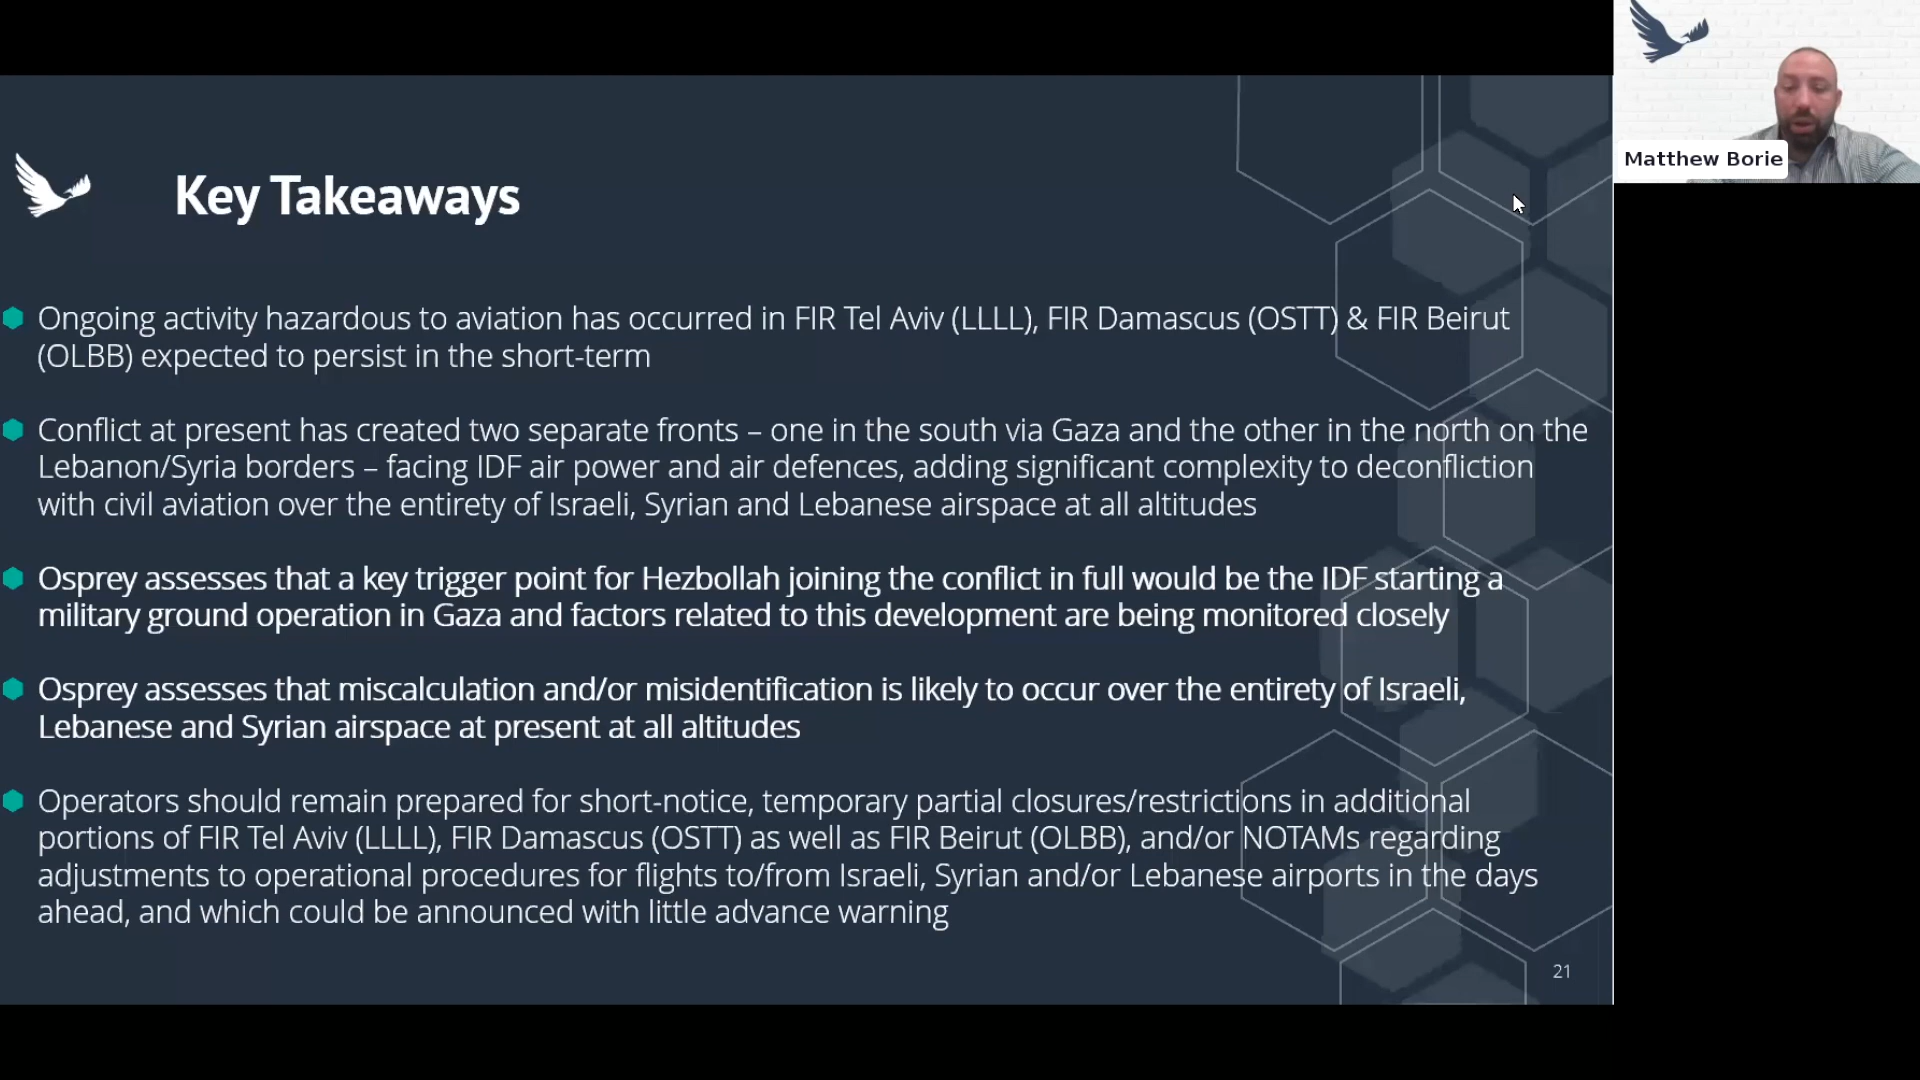 Matthew Borie
Key Takeaways
Ongoing activity hazardous to aviation has occurred in FIR Tel Aviv (LLLL), FIR Damascus (OSTT) & FIR Beirut
(OLBB) expected to persist in the short-term
Conflict at present has created two separate fronts – one in the south via Gaza and the other in the north on the
Lebanon/Syria borders – facing IDF air power and air defences, adding significant complexity to deconfliction
with civil aviation over the entirety of Israeli, Syrian and Lebanese airspace at all altitudes
Osprey assesses that a key trigger point for Hezbollah joining the conflict in full would be the IDF starting a
military ground operation in Gaza and factors related to this development are being monitored closely
Osprey assesses that miscalculation and/or misidentification is likely to occur over the entirety of Israeli,
Lebanese and Syrian airspace at present at all altitudes
Operators should remain prepared for short-notice, temporary partial closures/restrictions in additional
portions of FIR Tel Aviv (LLLL), FIR Damascus (OSTT) as well as FIR Beirut (OLBB), and/or NOTAMs regarding
adjustments to operational procedures for flights to/from Israeli, Syrian and/or Lebanese airports in the days
ahead, and which could be announced with little advance warning
21